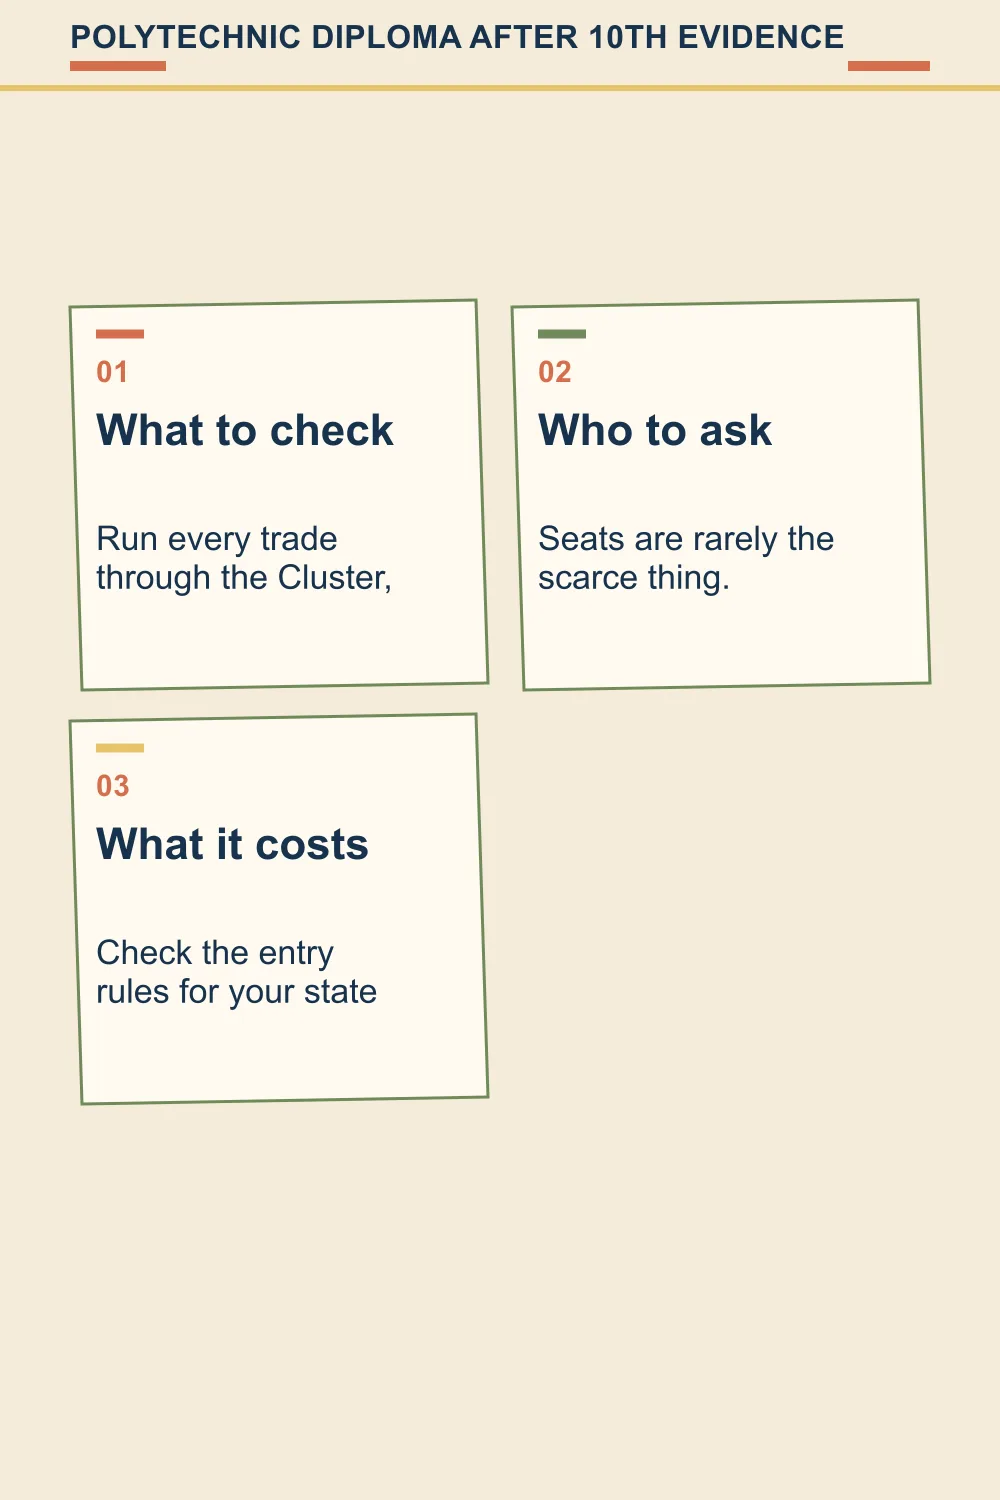 POLYTECHNIC DIPLOMA AFTER 10TH EVIDENCE
01
What to check
Run every trade
through the Cluster,
02
Who to ask
Seats are rarely the
scarce thing.
03
What it costs
Check the entry
rules for your state